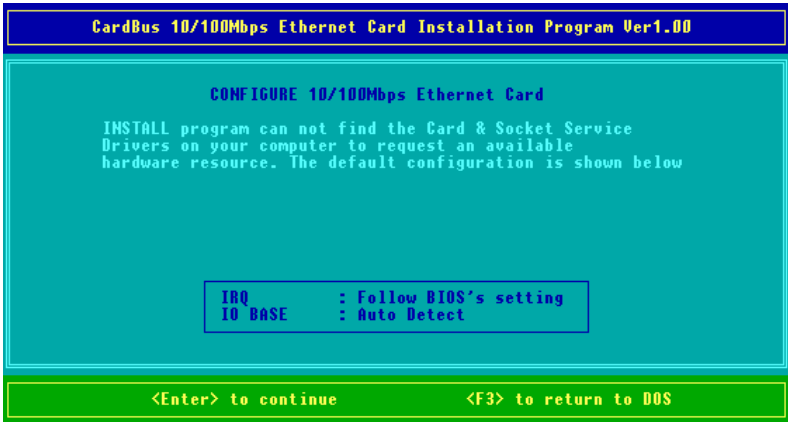 CardBus 10/100Mbps Ethernet Card Installation Program Ver1.00
CONFIGURE 10/100Mbps Ethernet Card
INSTALL program can not find the Card & Socket Service
Drivers on your computer to request an available
hardware resource. The default configuration is shown below
IRQ : Follow BIOS's setting
IO BASE : Auto Detect
<Enter> to continue <F3> to return to DOS